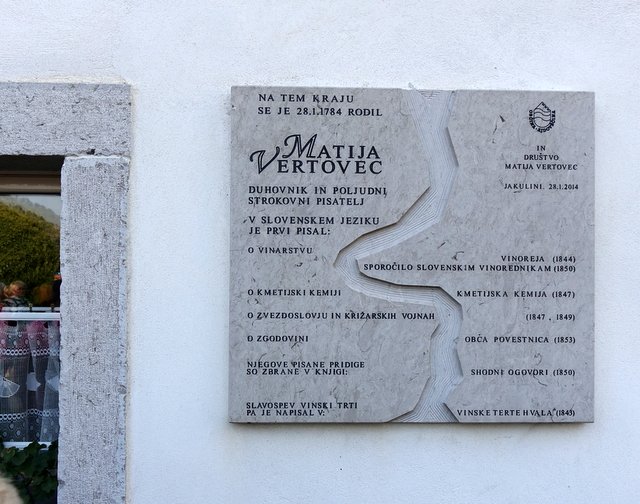 NA TEM KRAJU
SE JE 28.1.1784 RODIL
MATIJA
VERTOVEC
DUHOVNIK IN POLJUDNI
STROKOVNI PISATELJ
V SLOVENSKEM JEZIKU
JE PRVI PISAL:
O VINARSTVU
VINOREJA (1844)
SPOROČILO SLOVENSKIM VINOREDNIKAM (1850)
O KMETIJSKI KEMIJI
KMETIJSKA KEMIJA (1847)
O ZVEZDOSLOVJU IN KRIŽARSKIH VOJNAH
(1847, 1849)
O ZGODOVINI
OBČA POVESTNICA (1853)
NJEGOVE PISANE PRIDIGE
SO ZBRANE V KNJIGI:
SHODNI OGOVORI (1850)
SLAVOSPEV VINSKI TRTI
PA JE NAPISAL V:
"VINSKE TERTE HVALA" (1845)
IN
DRUŠTVO
MATIJA VERTOVEC
JAKULINI, 28.1.2014